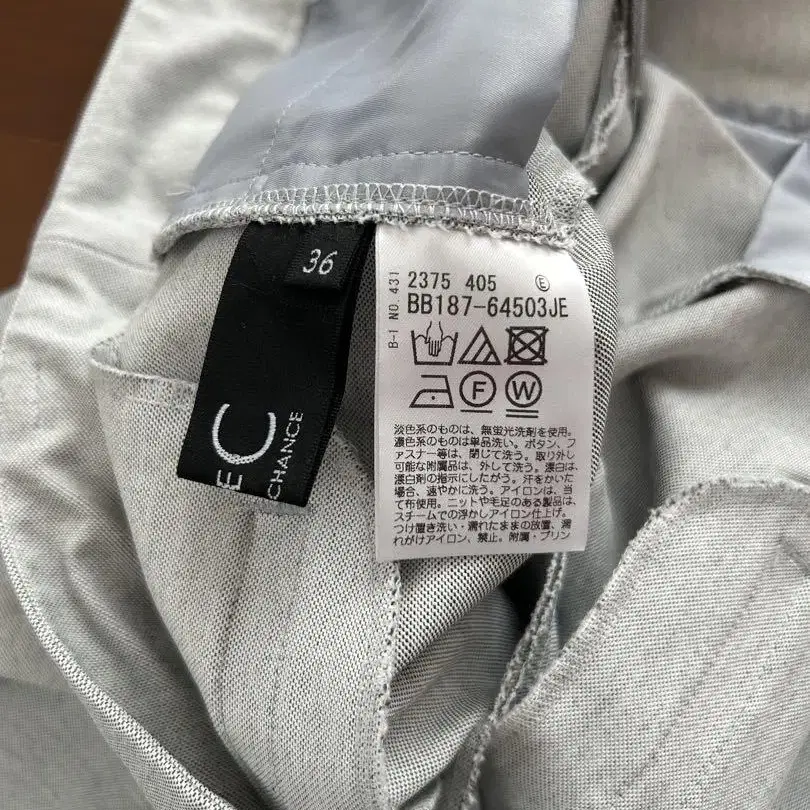 36
EC
CHANCE
B-1 NO. 431
2375 405 Ⓔ
BB187-64503JE
F W
淡色系のものは、無蛍光洗剤を使用。
濃色系のものは単品洗い。ボタン、フ
ァスナー等は、閉じて洗う。取り外し
可能な附属品は、外して洗う。漂白は、
漂白剤の指示にしたがう。汗をかいた
場合、速やかに洗う。アイロンは、当
て布使用。ニットや毛足のある製品は、
スチームでの浮かしアイロン仕上げ。
つけ置き洗い・濡れたままの放置、濡
れがけアイロン、禁止。附属・プリン